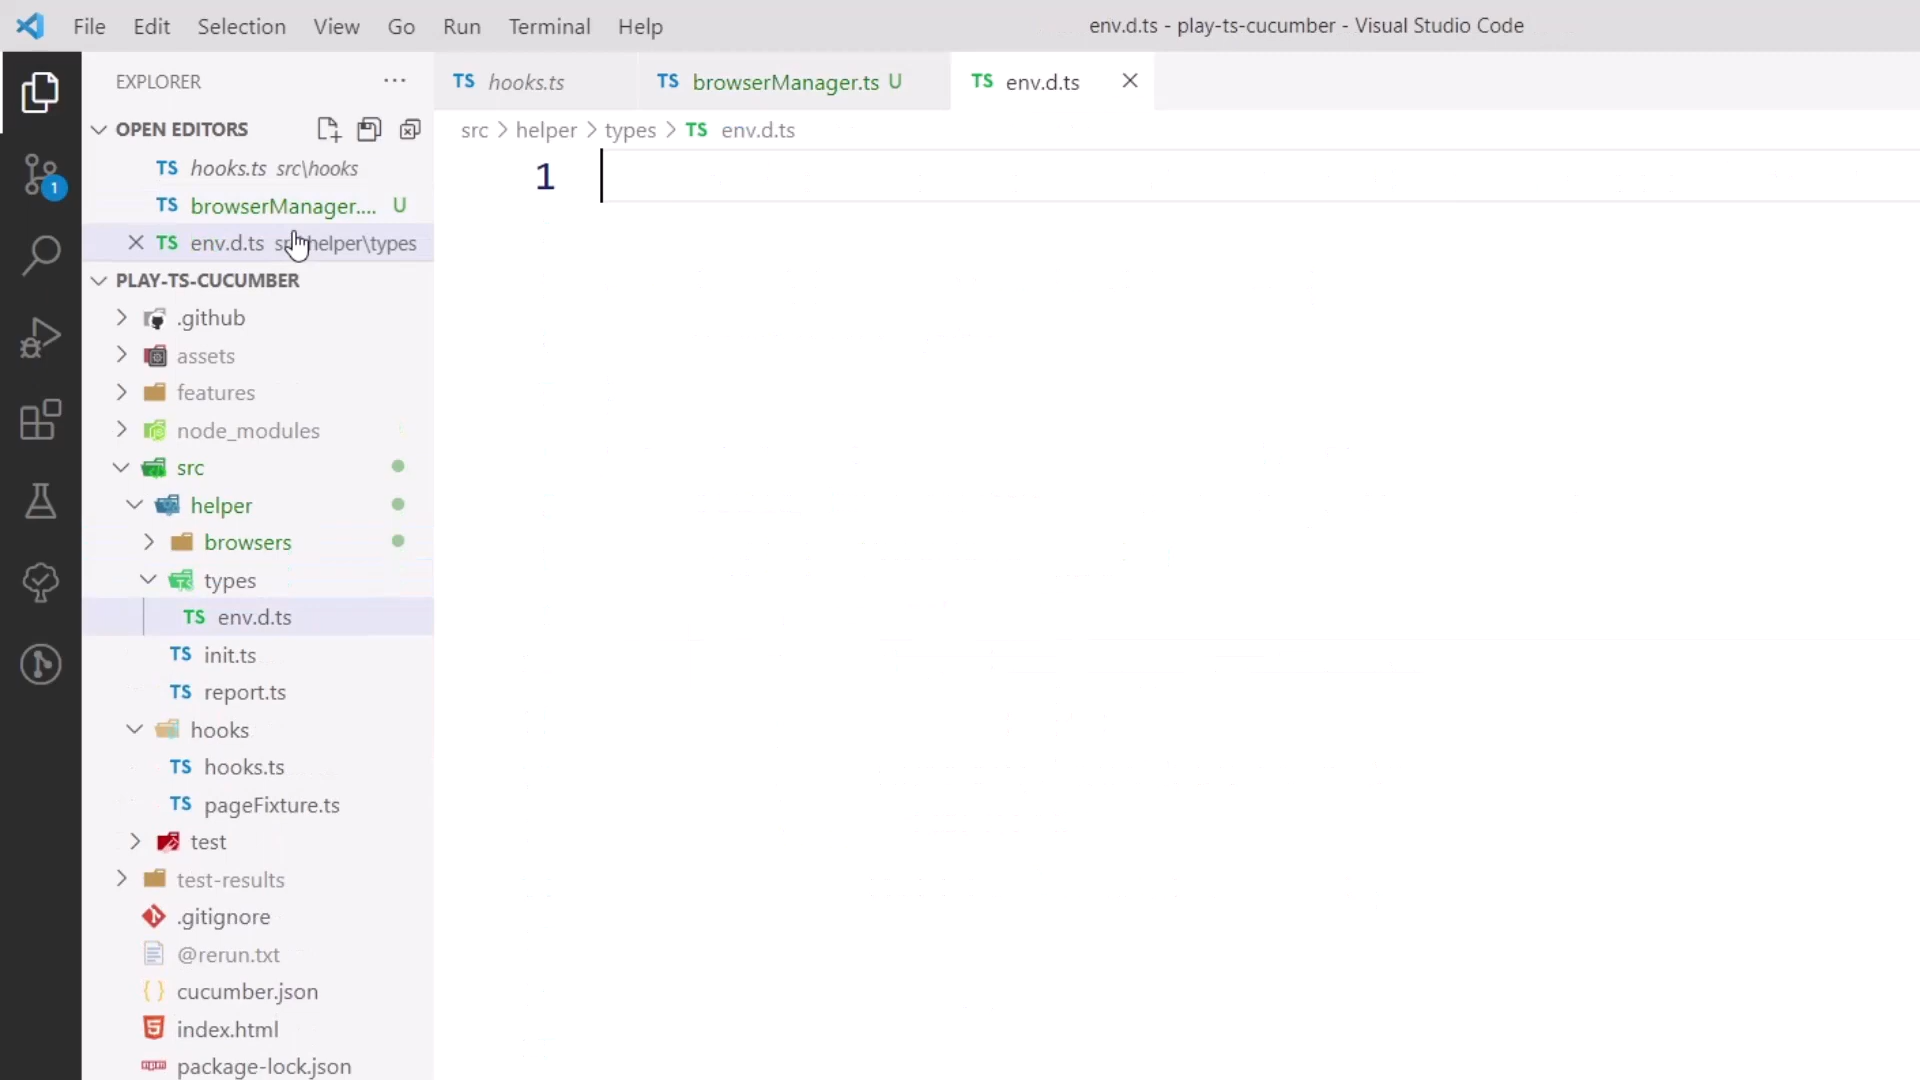 File Edit Selection View Go Run Terminal Help
env.d.ts - play-ts-cucumber - Visual Studio Code
EXPLORER
TS hooks.ts
TS browserManager.ts U
TS env.d.ts
OPEN EDITORS
src > helper > types > TS env.d.ts
TS hooks.ts src\hooks
1
TS browserManager.... U
TS env.d.ts src\helper\types
1
PLAY-TS-CUCUMBER
.github
assets
features
node_modules
src
helper
browsers
types
TS env.d.ts
TS init.ts
TS report.ts
hooks
TS hooks.ts
TS pageFixture.ts
test
test-results
.gitignore
@rerun.txt
{} cucumber.json
index.html
package-lock.json